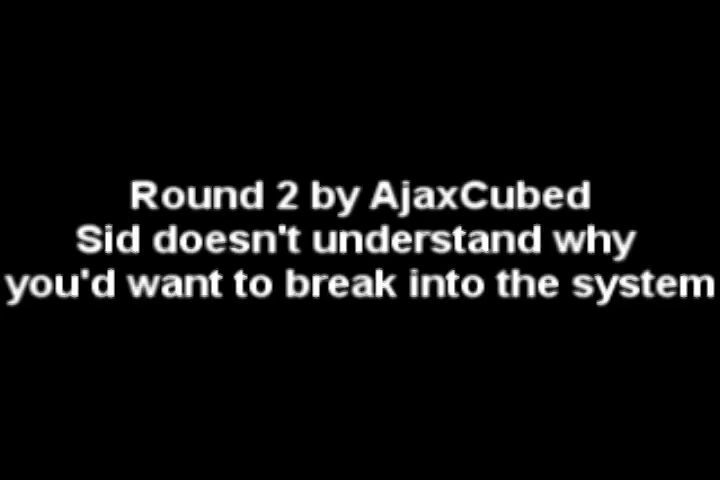 Round 2 by AjaxCubed
Sid doesn't understand why
you'd want to break into the system